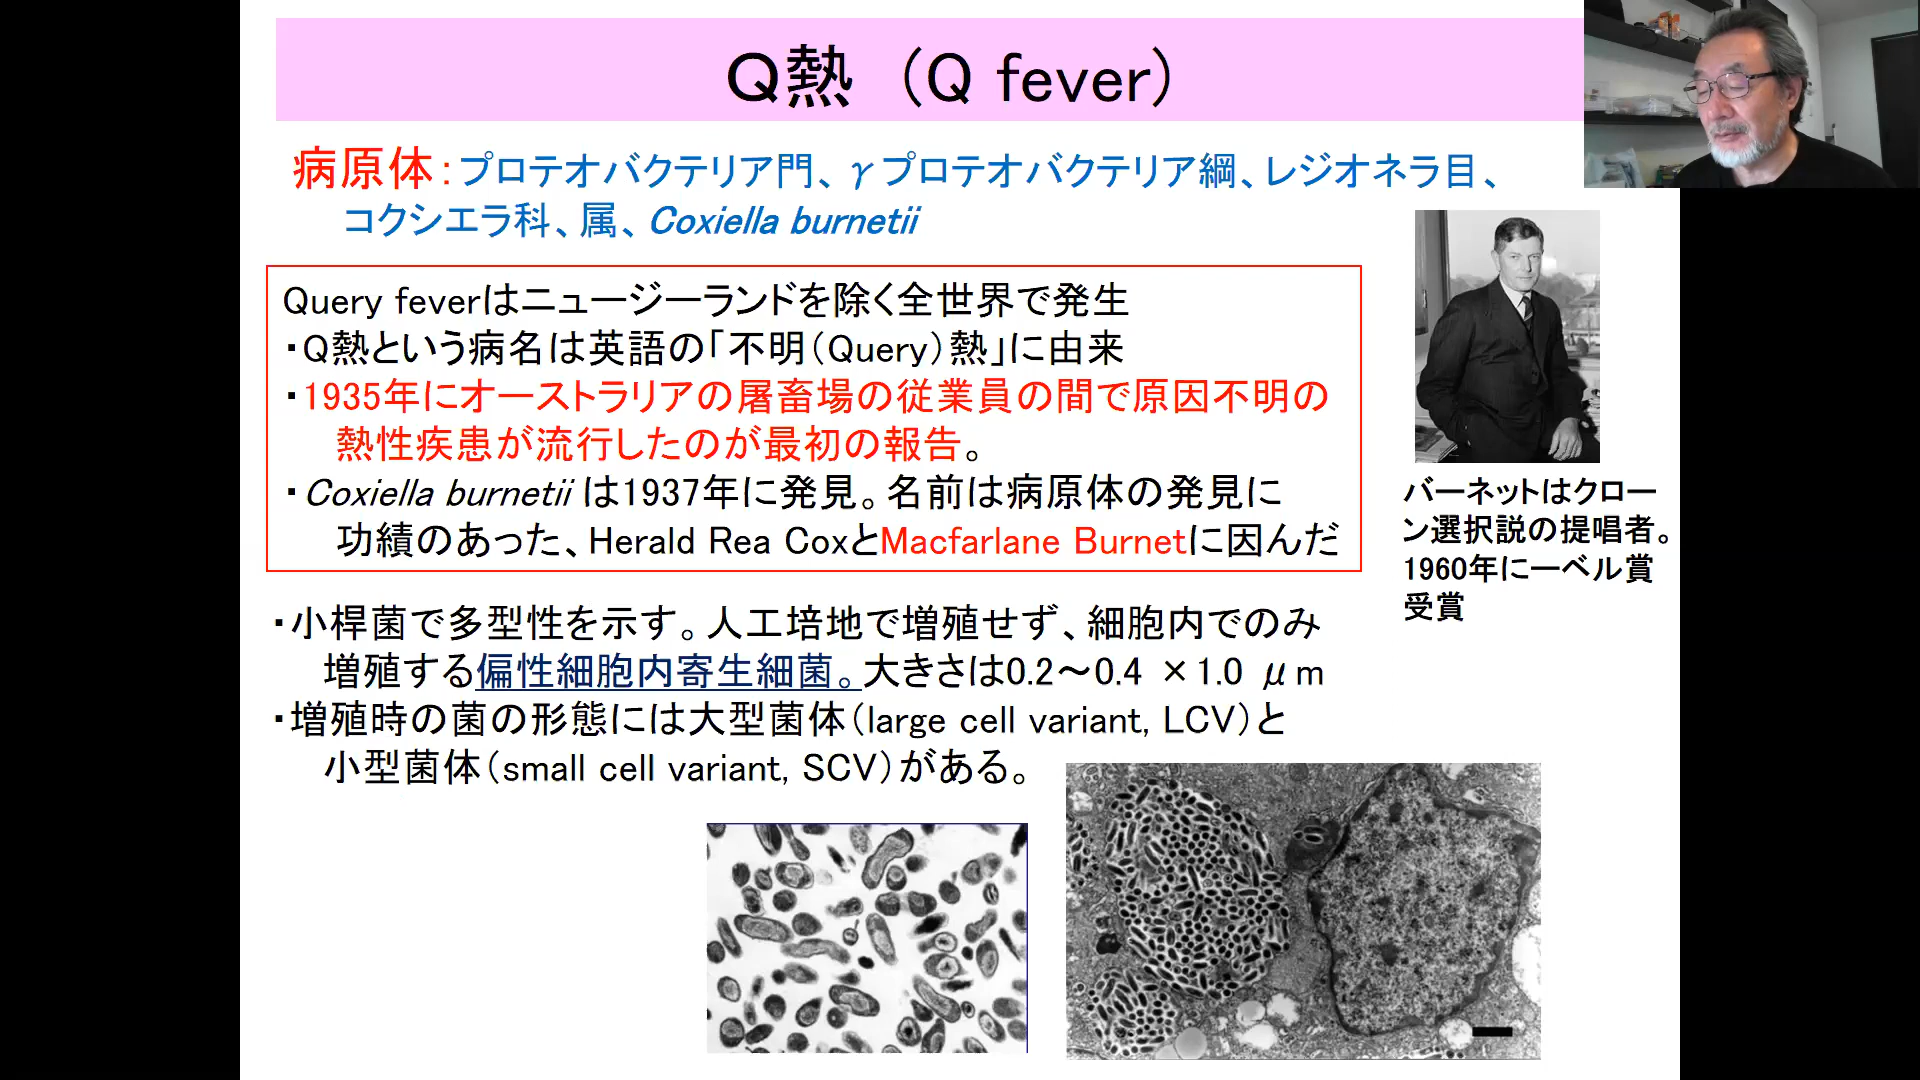 Q熱 （Q fever）
病原体：プロテオバクテリア門、γプロテオバクテリア綱、レジオネラ目、
コクシエラ科、属、Coxiella burnetii
Query feverはニュージーランドを除く全世界で発生
・Q熱という病名は英語の「不明（Query）熱」に由来
・1935年にオーストラリアの屠畜場の従業員の間で原因不明の
熱性疾患が流行したのが最初の報告。
・Coxiella burnetii は1937年に発見。名前は病原体の発見に
功績のあった、Herald Rea CoxとMacfarlane Burnetに因んだ
バーネットはクロー
ン選択説の提唱者。
1960年にーベル賞
受賞
・小桿菌で多型性を示す。人工培地で増殖せず、細胞内でのみ
増殖する偏性細胞内寄生細菌。大きさは0.2～0.4 ×1.0 μm
・増殖時の菌の形態には大型菌体（large cell variant, LCV）と
小型菌体（small cell variant, SCV）がある。